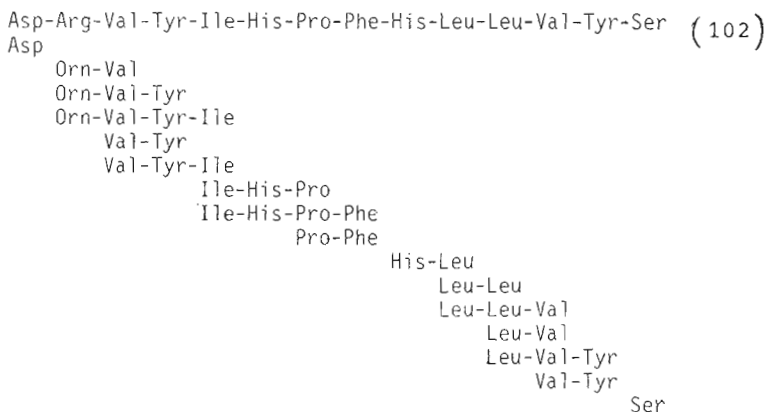 Asp-Arg-Val-Tyr-Ile-His-Pro-Phe-His-Leu-Leu-Val-Tyr-Ser (102)
Asp
Orn-Val
Orn-Val-Tyr
Orn-Val-Tyr-Ile
Val-Tyr
Val-Tyr-Ile
Ile-His-Pro
Ile-His-Pro-Phe
Pro-Phe
His-Leu
Leu-Leu
Leu-Leu-Val
Leu-Val
Leu-Val-Tyr
Val-Tyr
Ser